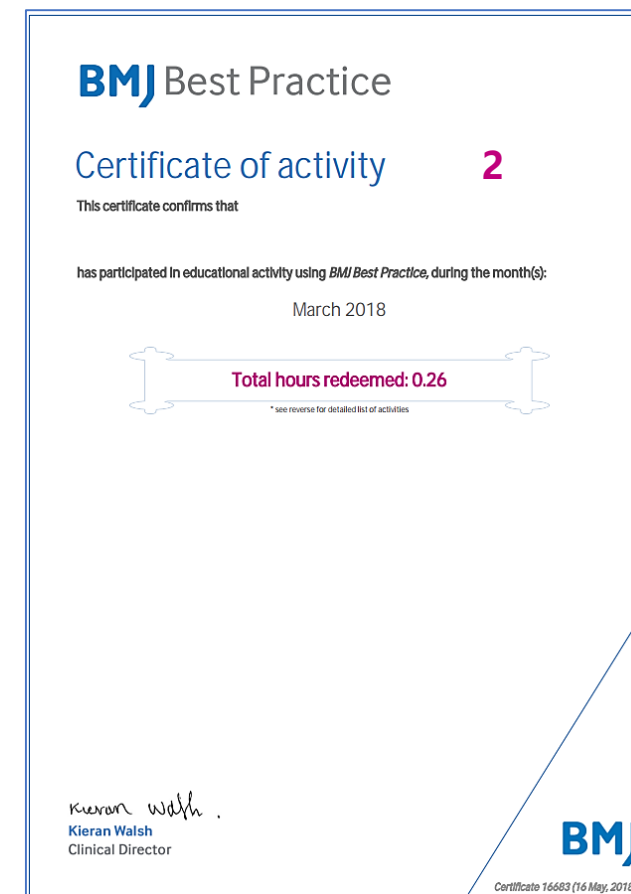 BMJ Best Practice
Certificate of activity 2
This certificate confirms that
has participated in educational activity using BMJ Best Practice, during the month(s):
March 2018
Total hours redeemed: 0.26
* see reverse for detailed list of activities
Kieran Walsh.
Kieran Walsh
Clinical Director
BMJ
Certificate 16683 (16 May, 2018